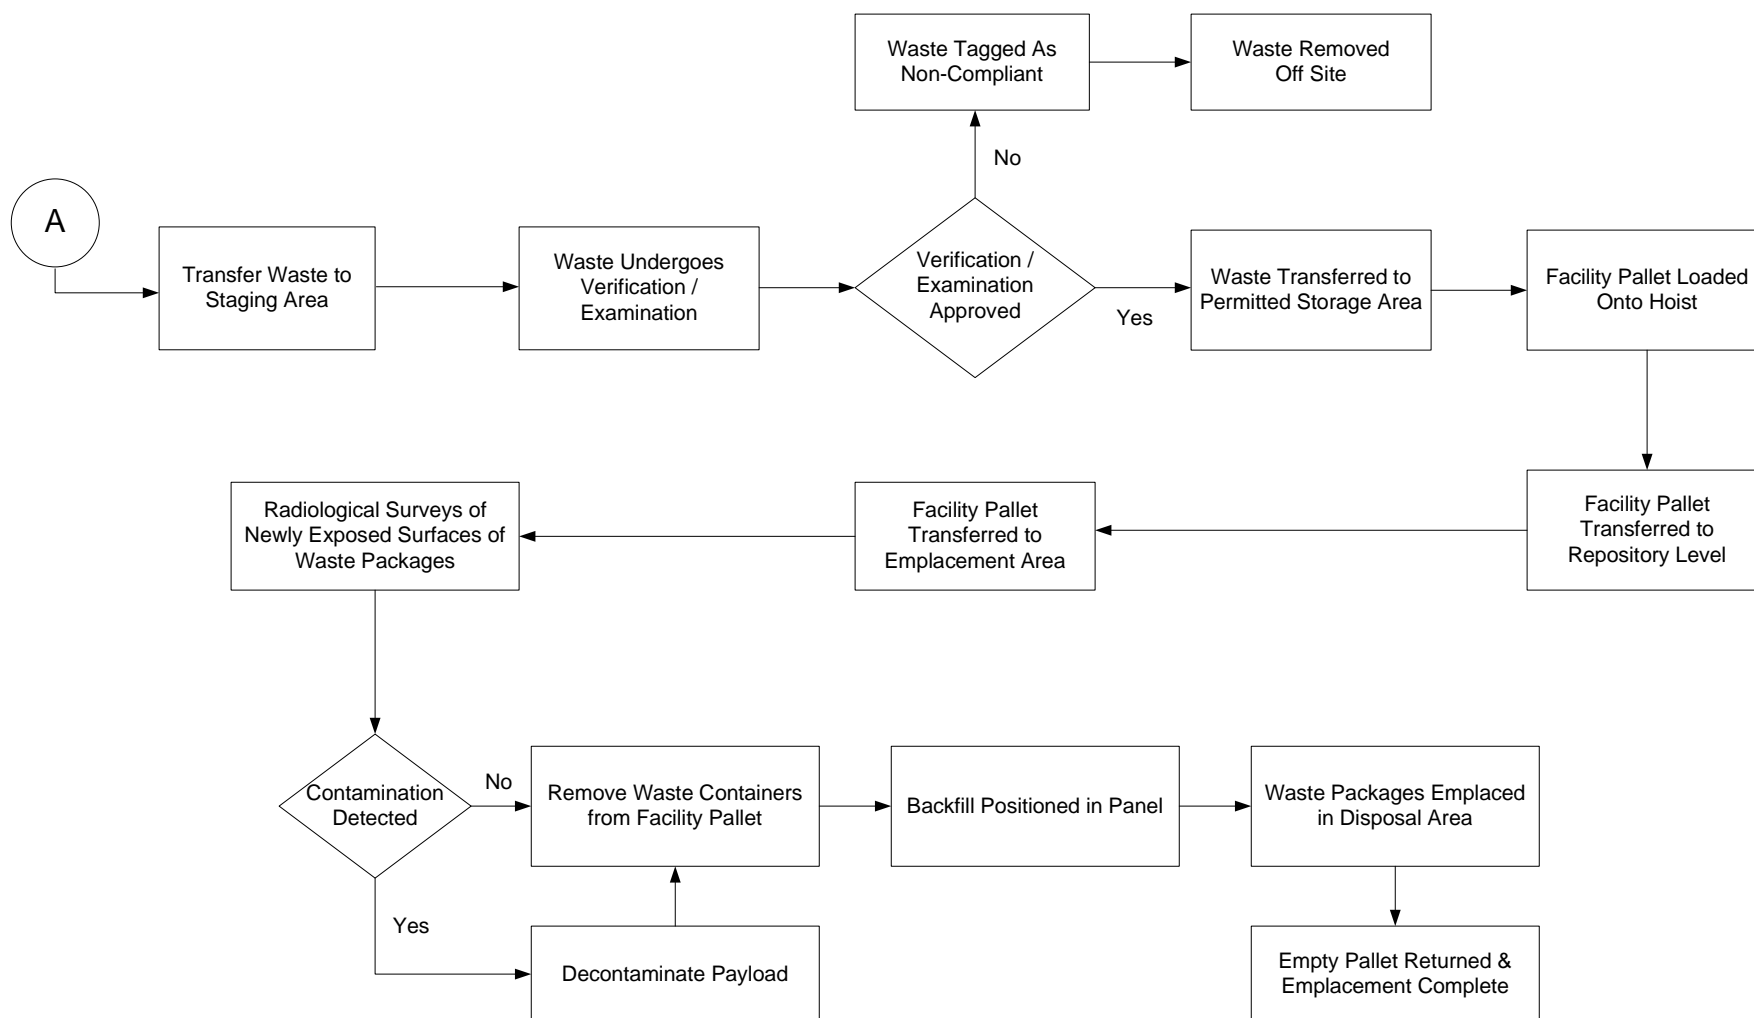 Waste Tagged As
Non-Compliant
Waste Removed
Off Site
No
A
Transfer Waste to
Staging Area
Waste Undergoes
Verification /
Examination
Verification /
Examination
Approved
Yes
Waste Transferred to
Permitted Storage Area
Facility Pallet Loaded
Onto Hoist
Radiological Surveys of
Newly Exposed Surfaces of
Waste Packages
Facility Pallet
Transferred to
Emplacement Area
Facility Pallet
Transferred to
Repository Level
Contamination
Detected
No
Remove Waste Containers
from Facility Pallet
Backfill Positioned in Panel
Waste Packages Emplaced
in Disposal Area
Yes
Decontaminate Payload
Empty Pallet Returned &
Emplacement Complete